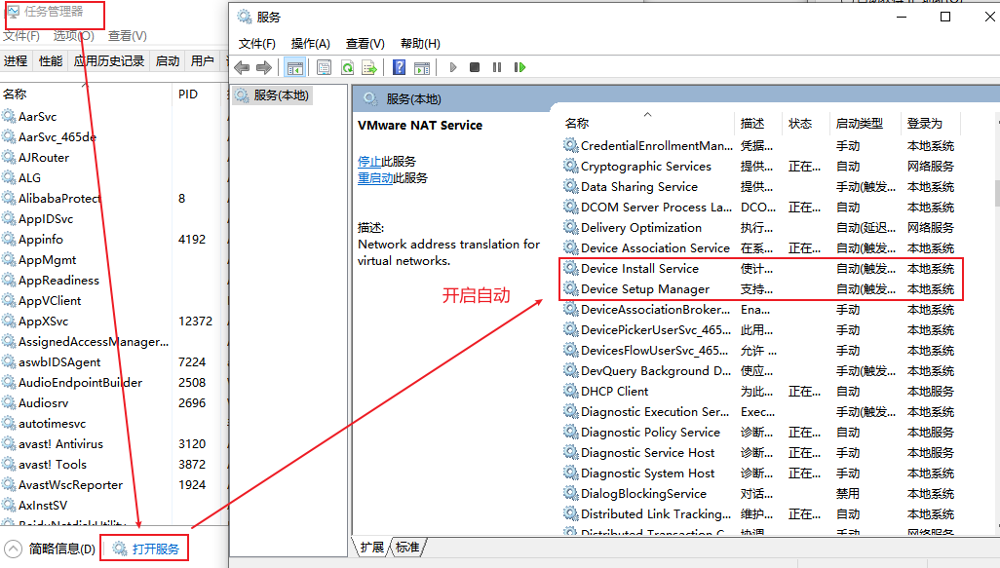 任务管理器
文件(F) 选项(O) 查看(V)
进程 性能 应用历史记录 启动 用户
名称 PID
AarSvc
AarSvc_465de
AJRouter
ALG
AlibabaProtect 8
AppIDSvc
Appinfo 4192
AppMgmt
AppReadiness
AppVClient
AppXSvc 12372
AssignedAccessManager...
aswbIDSAgent 7224
AudioEndpointBuilder 2508
Audiosrv 2696
autotimesvc
avast! Antivirus 3120
avast! Tools 3872
AvastWscReporter 1924
AxInstSV
BaiduNetdiskUtility
简略信息(D) 打开服务
服务
文件(F) 操作(A) 查看(V) 帮助(H)
服务(本地)
服务(本地)
VMware NAT Service
停止此服务
重启动此服务
描述:
Network address translation for
virtual networks.
开启自动
名称 描述 状态 启动类型 登录为
CredentialEnrollmentMan... 凭据... 手动 本地系统
Cryptographic Services 提供... 正在... 自动 网络服务
Data Sharing Service 提供... 手动(触发... 本地系统
DCOM Server Process La... DCO... 正在... 自动 本地系统
Delivery Optimization 执行... 自动(延迟... 网络服务
Device Association Service 在系... 正在... 自动(触发... 本地系统
Device Install Service 使计... 自动(触发... 本地系统
Device Setup Manager 支持... 自动(触发... 本地系统
DeviceAssociationBroker... Ena... 手动 本地系统
DevicePickerUserSvc_465... 此用... 手动 本地系统
DevicesFlowUserSvc_465... 允许 ... 手动 本地系统
DevQuery Background D... 使应... 手动(触发... 本地系统
DHCP Client 为此... 正在... 自动 本地服务
Diagnostic Execution Ser... Exec... 手动(触发... 本地系统
Diagnostic Policy Service 诊断... 正在... 自动 本地服务
Diagnostic Service Host 诊断... 正在... 手动 本地服务
Diagnostic System Host 诊断... 正在... 手动 本地系统
DialogBlockingService 对话... 禁用 本地系统
Distributed Link Tracking... 维护... 正在... 自动 本地系统
Distributed Transaction C... 协调... 手动 网络服务
扩展 标准